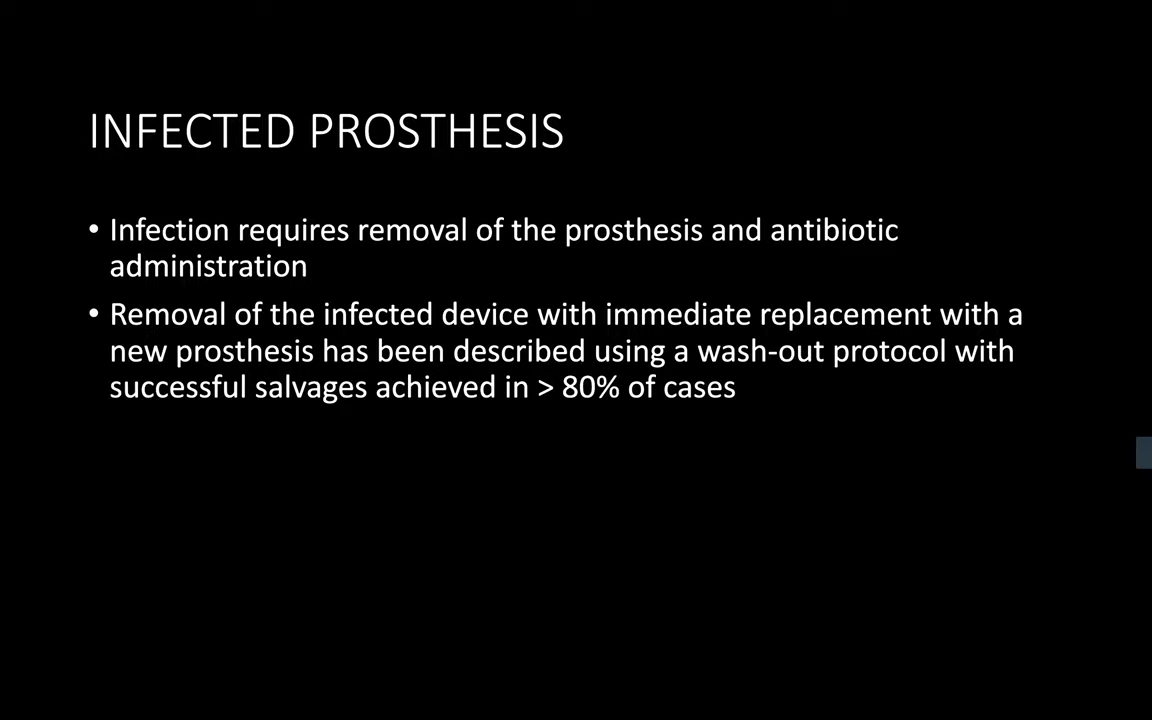 INFECTED PROSTHESIS
• Infection requires removal of the prosthesis and antibiotic
administration
• Removal of the infected device with immediate replacement with a
new prosthesis has been described using a wash-out protocol with
successful salvages achieved in > 80% of cases